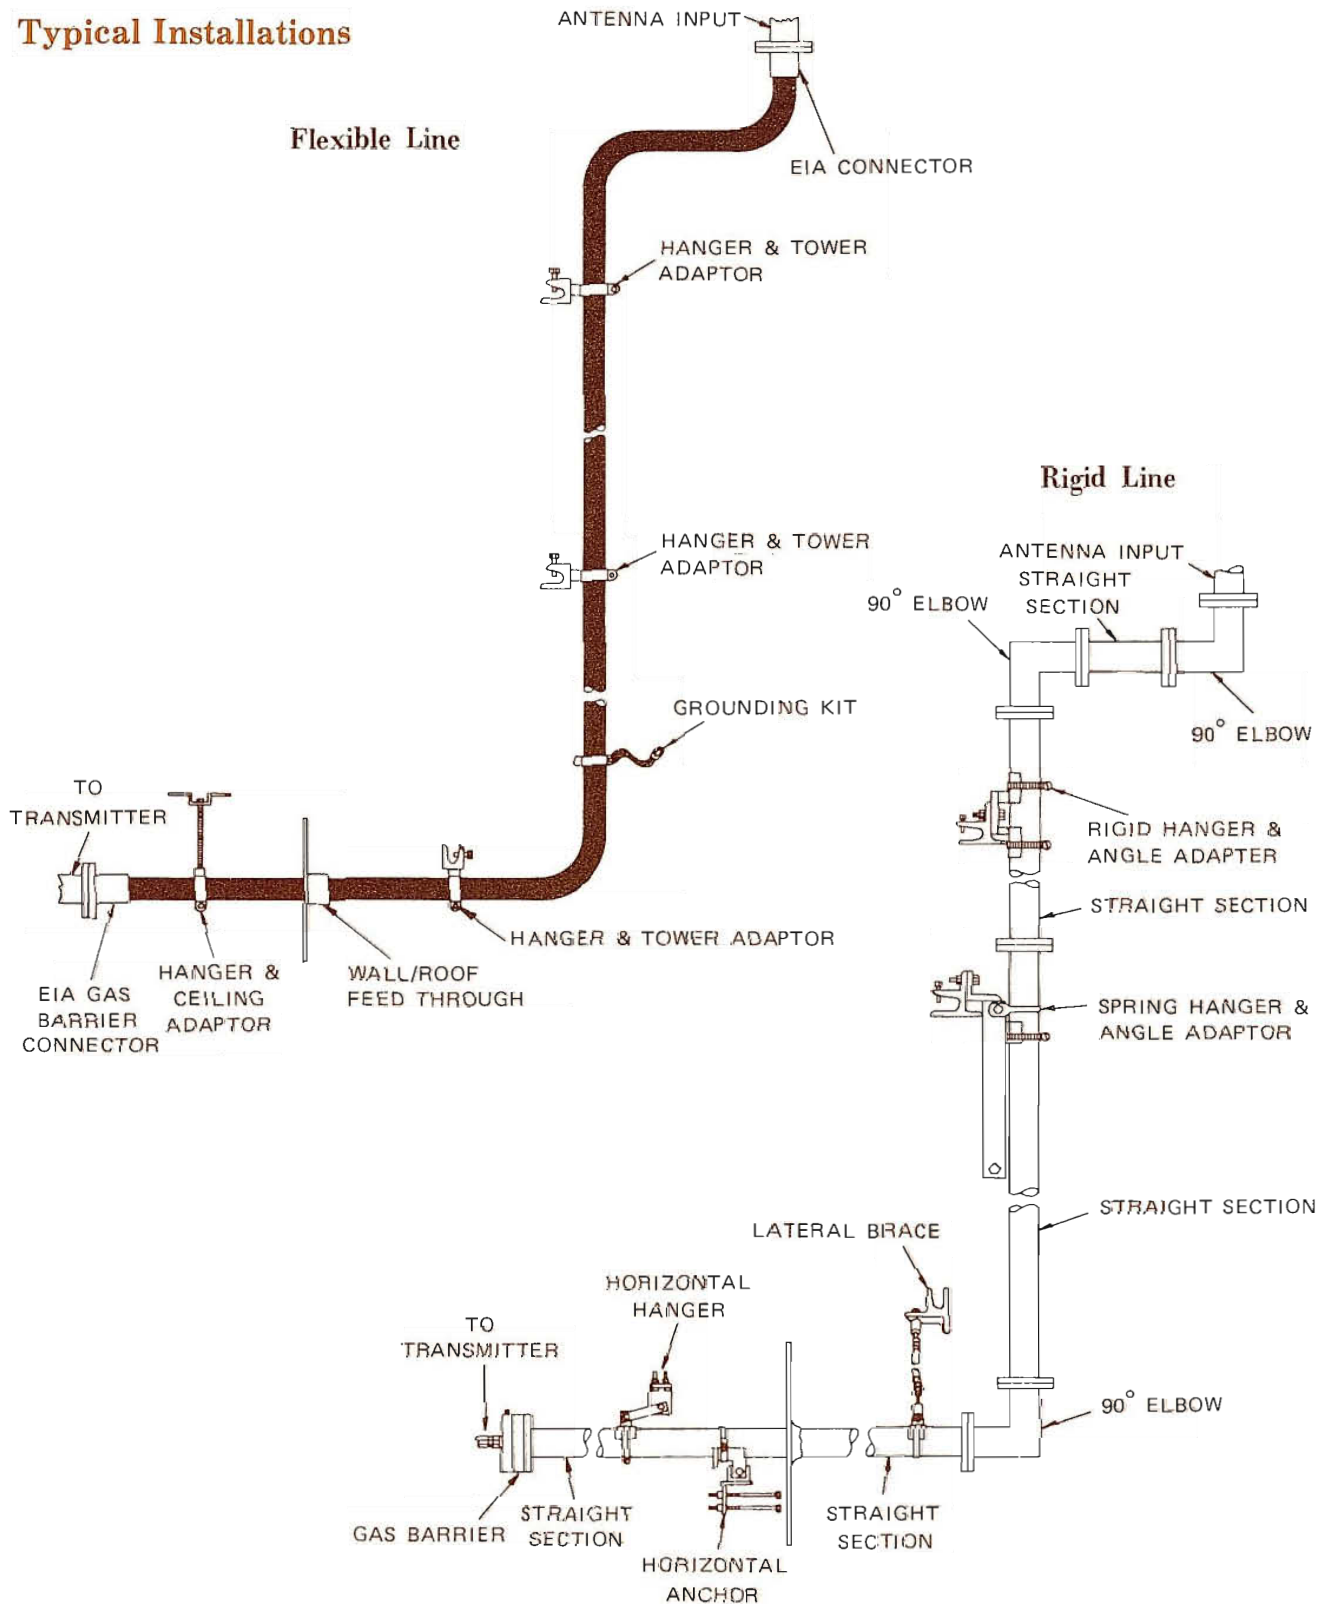 Typical Installations
ANTENNA INPUT
Flexible Line
EIA CONNECTOR
HANGER & TOWER
ADAPTOR
HANGER & TOWER
ADAPTOR
GROUNDING KIT
TO
TRANSMITTER
HANGER & TOWER ADAPTOR
WALL/ROOF
FEED THROUGH
HANGER &
CEILING
ADAPTOR
EIA GAS
BARRIER
CONNECTOR
Rigid Line
ANTENNA INPUT
STRAIGHT
SECTION
90° ELBOW
90° ELBOW
RIGID HANGER &
ANGLE ADAPTER
STRAIGHT SECTION
SPRING HANGER &
ANGLE ADAPTOR
STRAIGHT SECTION
LATERAL BRACE
HORIZONTAL
HANGER
TO
TRANSMITTER
90° ELBOW
GAS BARRIER
STRAIGHT
SECTION
STRAIGHT
SECTION
HORIZONTAL
ANCHOR